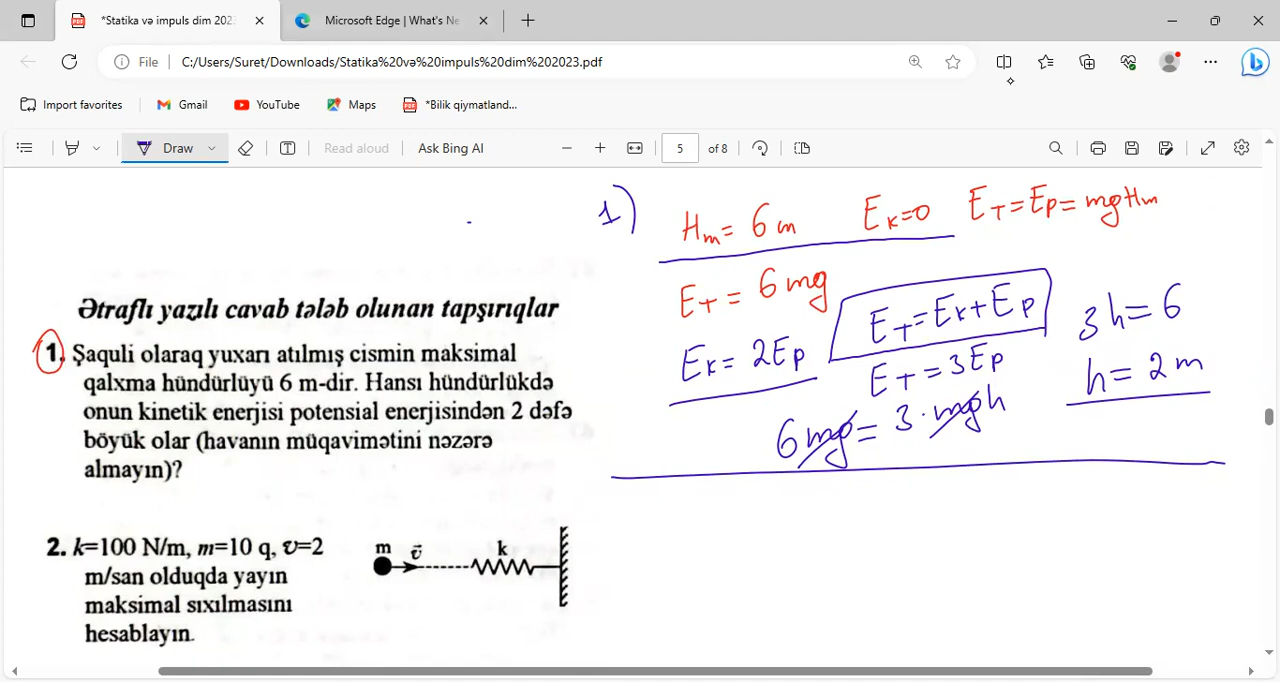 *Statika və impuls dim 202
Microsoft Edge | What's Ne
File
C:/Users/Suret/Downloads/Statika%20və%20impuls%20dim%202023.pdf
Import favorites
Gmail
YouTube
Maps
*Bilik qiymatland...
Draw
Read aloud
Ask Bing AI
5
of 8
1)
Hm = 6 m
Ek=0
ET=EP= mgHm
ET = 6 mg
Ek = 2Ep
ET=Ek+Ep
ET = 3Ep
6mg = 3·mgh
3h=6
h= 2m
Ətraflı yazılı cavab tələb olunan tapşırıqlar
1. Şaquli olaraq yuxarı atılmış cismin maksimal
qalxma hündürlüyü 6 m-dir. Hansı hündürlükdə
onun kinetik enerjisi potensial enerjisindən 2 dəfə
böyük olar (havanın müqavimətini nəzərə
almayın)?
2. k=100 N/m, m=10 q, υ=2
m/san olduqda yayın
maksimal sıxılmasını
hesablayın.
m
υ
k